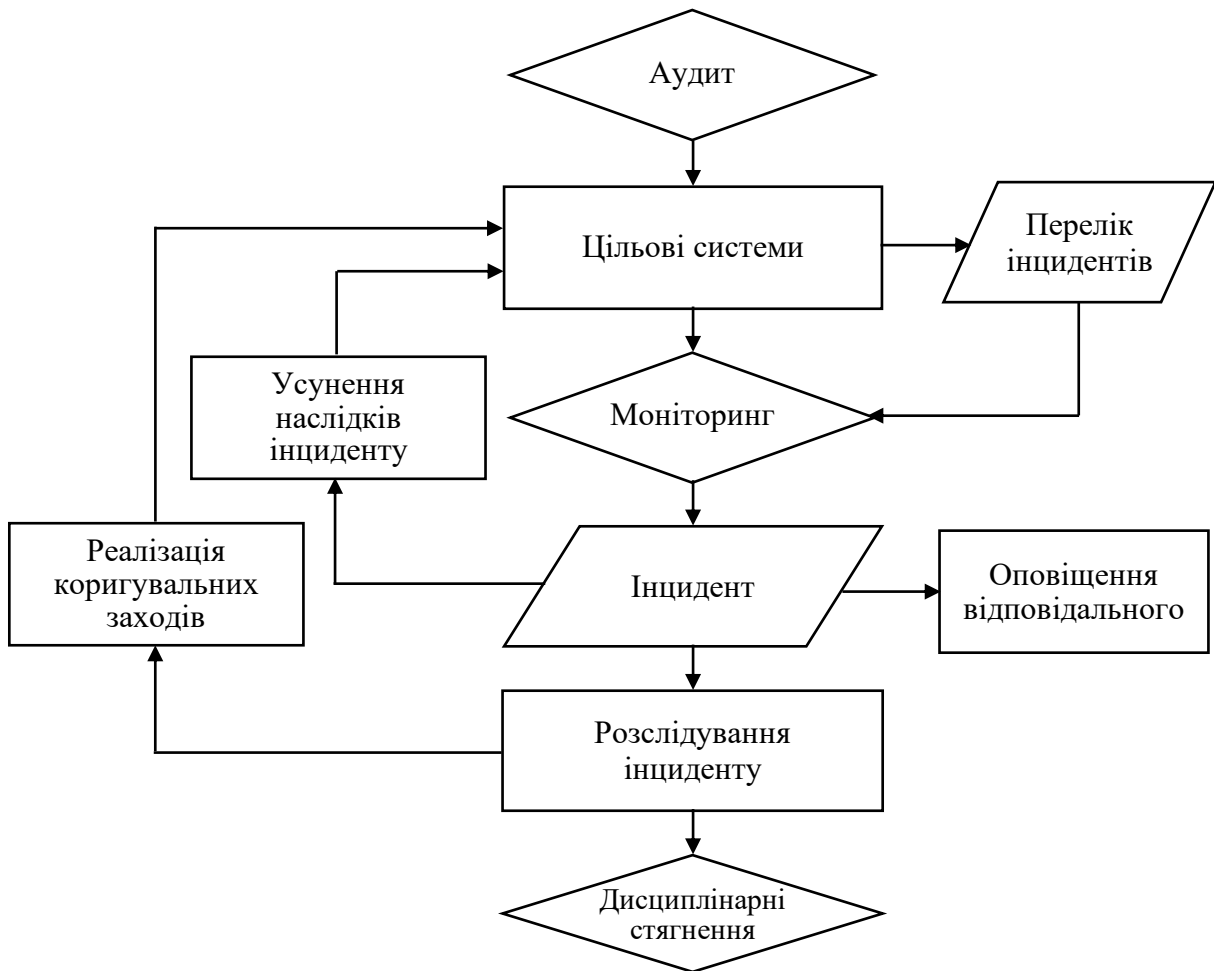 Аудит
Цільові системи
Перелік
інцидентів
Усунення
наслідків
інциденту
Моніторинг
Реалізація
коригувальних
заходів
Інцидент
Оповіщення
відповідального
Розслідування
інциденту
Дисциплінарні
стягнення